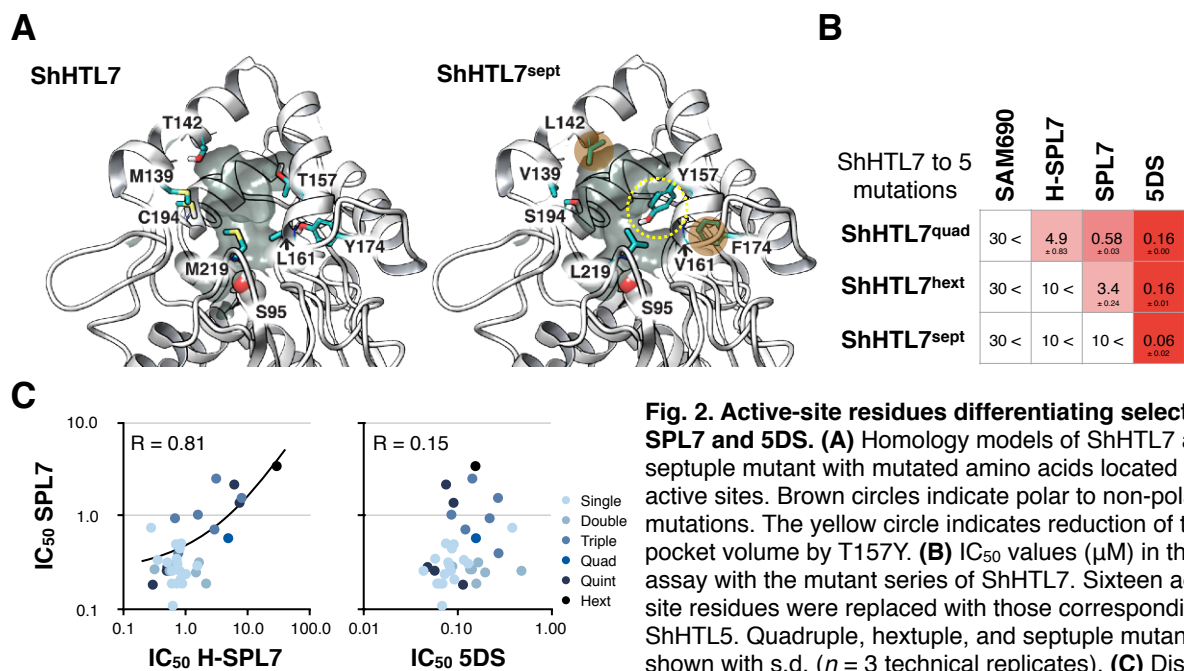 A
ShHTL7
T142
M139
T157
C194
Y174
M219
L161
S95
ShHTL7sept
L142
V139
Y157
S194
F174
L219
V161
S95
B
ShHTL7 to 5
mutations
SAM690
H-SPL7
SPL7
5DS
ShHTL7quad
30 <
4.9
± 0.83
0.58
± 0.03
0.16
± 0.00
ShHTL7hext
30 <
10 <
3.4
± 0.24
0.16
± 0.01
ShHTL7sept
30 <
10 <
10 <
0.06
± 0.02
C
IC50 SPL7
10.0
1.0
0.1
R = 0.81
0.1
1.0
10.0
100.0
IC50 H-SPL7
R = 0.15
0.01
0.10
1.00
IC50 5DS
Single
Double
Triple
Quad
Quint
Hext
Fig. 2. Active-site residues differentiating select
SPL7 and 5DS. (A) Homology models of ShHTL7 a
septuple mutant with mutated amino acids located
active sites. Brown circles indicate polar to non-pola
mutations. The yellow circle indicates reduction of t
pocket volume by T157Y. (B) IC50 values (µM) in th
assay with the mutant series of ShHTL7. Sixteen a
site residues were replaced with those correspondi
ShHTL5. Quadruple, hextuple, and septuple mutan
shown with s.d. (n = 3 technical replicates). (C) Dis